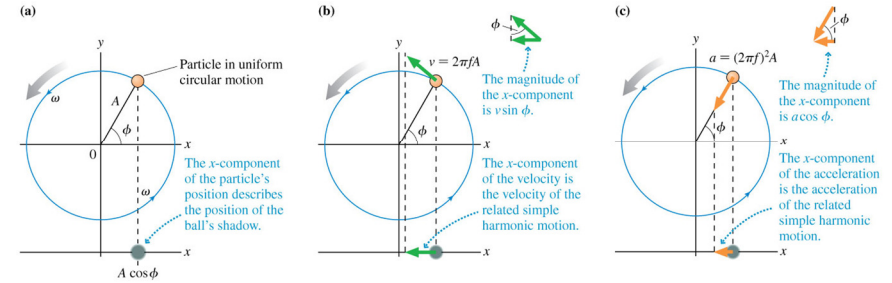 (a)
y
Particle in uniform
circular motion
ω
A
ϕ
0
x
The x-component
of the particle's
position describes
the position of the
ball's shadow.
ω
x
A cos ϕ
(b)
ϕ
y
v = 2πfA
The magnitude of
the x-component
is v sin ϕ.
ϕ
x
The x-component
of the velocity is
the velocity of the
related simple
harmonic motion.
x
(c)
ϕ
y
a = (2πf)²A
The magnitude of
the x-component
is a cos ϕ.
ϕ
x
The x-component
of the acceleration
is the acceleration
of the related
simple harmonic
motion.
x